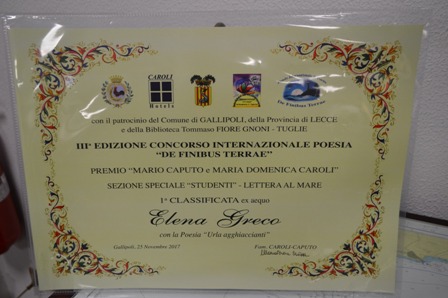 CAROLI
Hotels
De Finibus Terrae
con il patrocinio del Comune di GALLIPOLI, della Provincia di LECCE
e della Biblioteca Tommaso FIORE GNONI - TUGLIE
IIIª EDIZIONE CONCORSO INTERNAZIONALE POESIA
"DE FINIBUS TERRAE"
PREMIO "MARIO CAPUTO e MARIA DOMENICA CAROLI"
SEZIONE SPECIALE "STUDENTI" - LETTERA AL MARE
1ª CLASSIFICATA ex aequo
Elena Greco
con la Poesia "Urla agghiaccianti"
Gallipoli, 25 Novembre 2017
Fam. CAROLI-CAPUTO